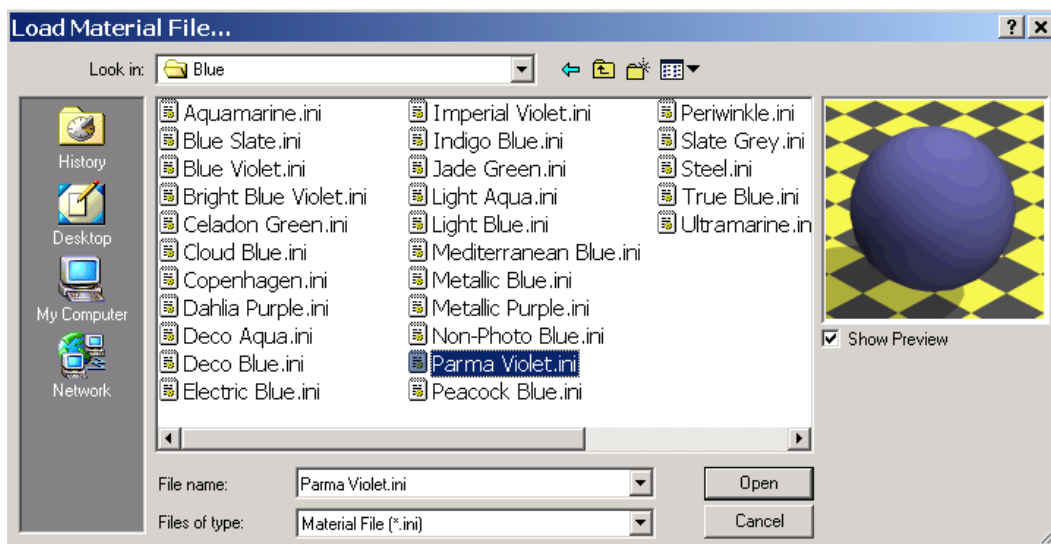 Load Material File...
Look in:
Blue
History
Desktop
My Computer
Network
Aquamarine.ini
Blue Slate.ini
Blue Violet.ini
Bright Blue Violet.ini
Celadon Green.ini
Cloud Blue.ini
Copenhagen.ini
Dahlia Purple.ini
Deco Aqua.ini
Deco Blue.ini
Electric Blue.ini
Imperial Violet.ini
Indigo Blue.ini
Jade Green.ini
Light Aqua.ini
Light Blue.ini
Mediterranean Blue.ini
Metallic Blue.ini
Metallic Purple.ini
Non-Photo Blue.ini
Parma Violet.ini
Peacock Blue.ini
Periwinkle.ini
Slate Grey.ini
Steel.ini
True Blue.ini
Ultramarine.in
Show Preview
File name:
Parma Violet.ini
Open
Files of type:
Material File (*.ini)
Cancel